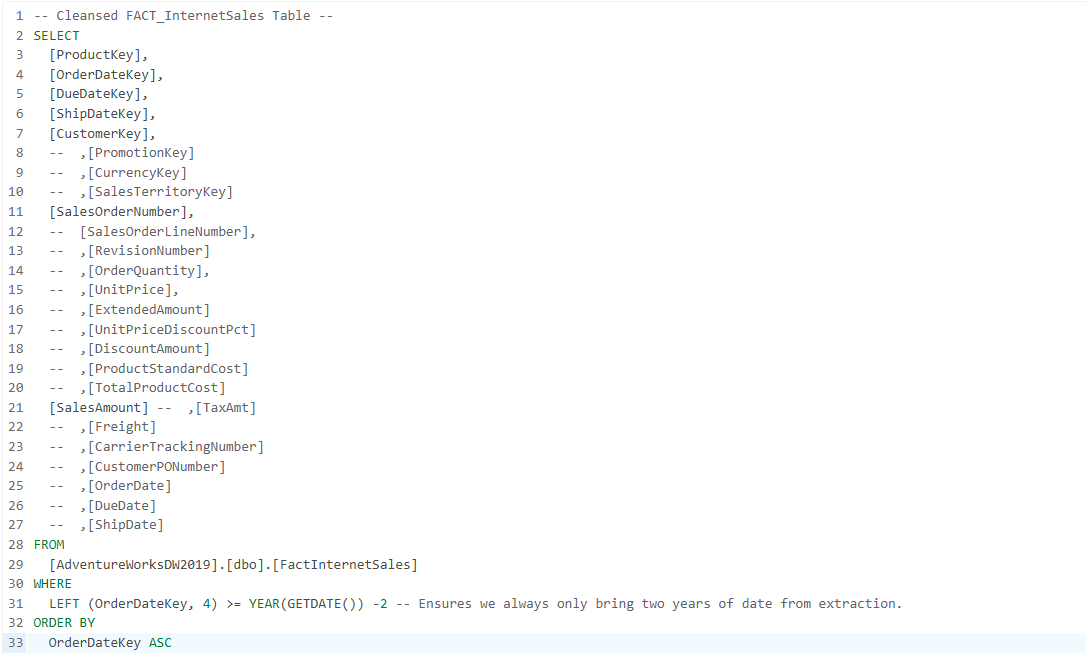 1 -- Cleansed FACT_InternetSales Table --
2 SELECT
3   [ProductKey],
4   [OrderDateKey],
5   [DueDateKey],
6   [ShipDateKey],
7   [CustomerKey],
8   --  ,[PromotionKey]
9   --  ,[CurrencyKey]
10   --  ,[SalesTerritoryKey]
11   [SalesOrderNumber],
12   --  [SalesOrderLineNumber],
13   --  ,[RevisionNumber]
14   --  ,[OrderQuantity],
15   --  ,[UnitPrice],
16   --  ,[ExtendedAmount]
17   --  ,[UnitPriceDiscountPct]
18   --  ,[DiscountAmount]
19   --  ,[ProductStandardCost]
20   --  ,[TotalProductCost]
21   [SalesAmount] --  ,[TaxAmt]
22   --  ,[Freight]
23   --  ,[CarrierTrackingNumber]
24   --  ,[CustomerPONumber]
25   --  ,[OrderDate]
26   --  ,[DueDate]
27   --  ,[ShipDate]
28 FROM
29   [AdventureWorksDW2019].[dbo].[FactInternetSales]
30 WHERE
31   LEFT (OrderDateKey, 4) >= YEAR(GETDATE()) -2 -- Ensures we always only bring two years of date from extraction.
32 ORDER BY
33   OrderDateKey ASC